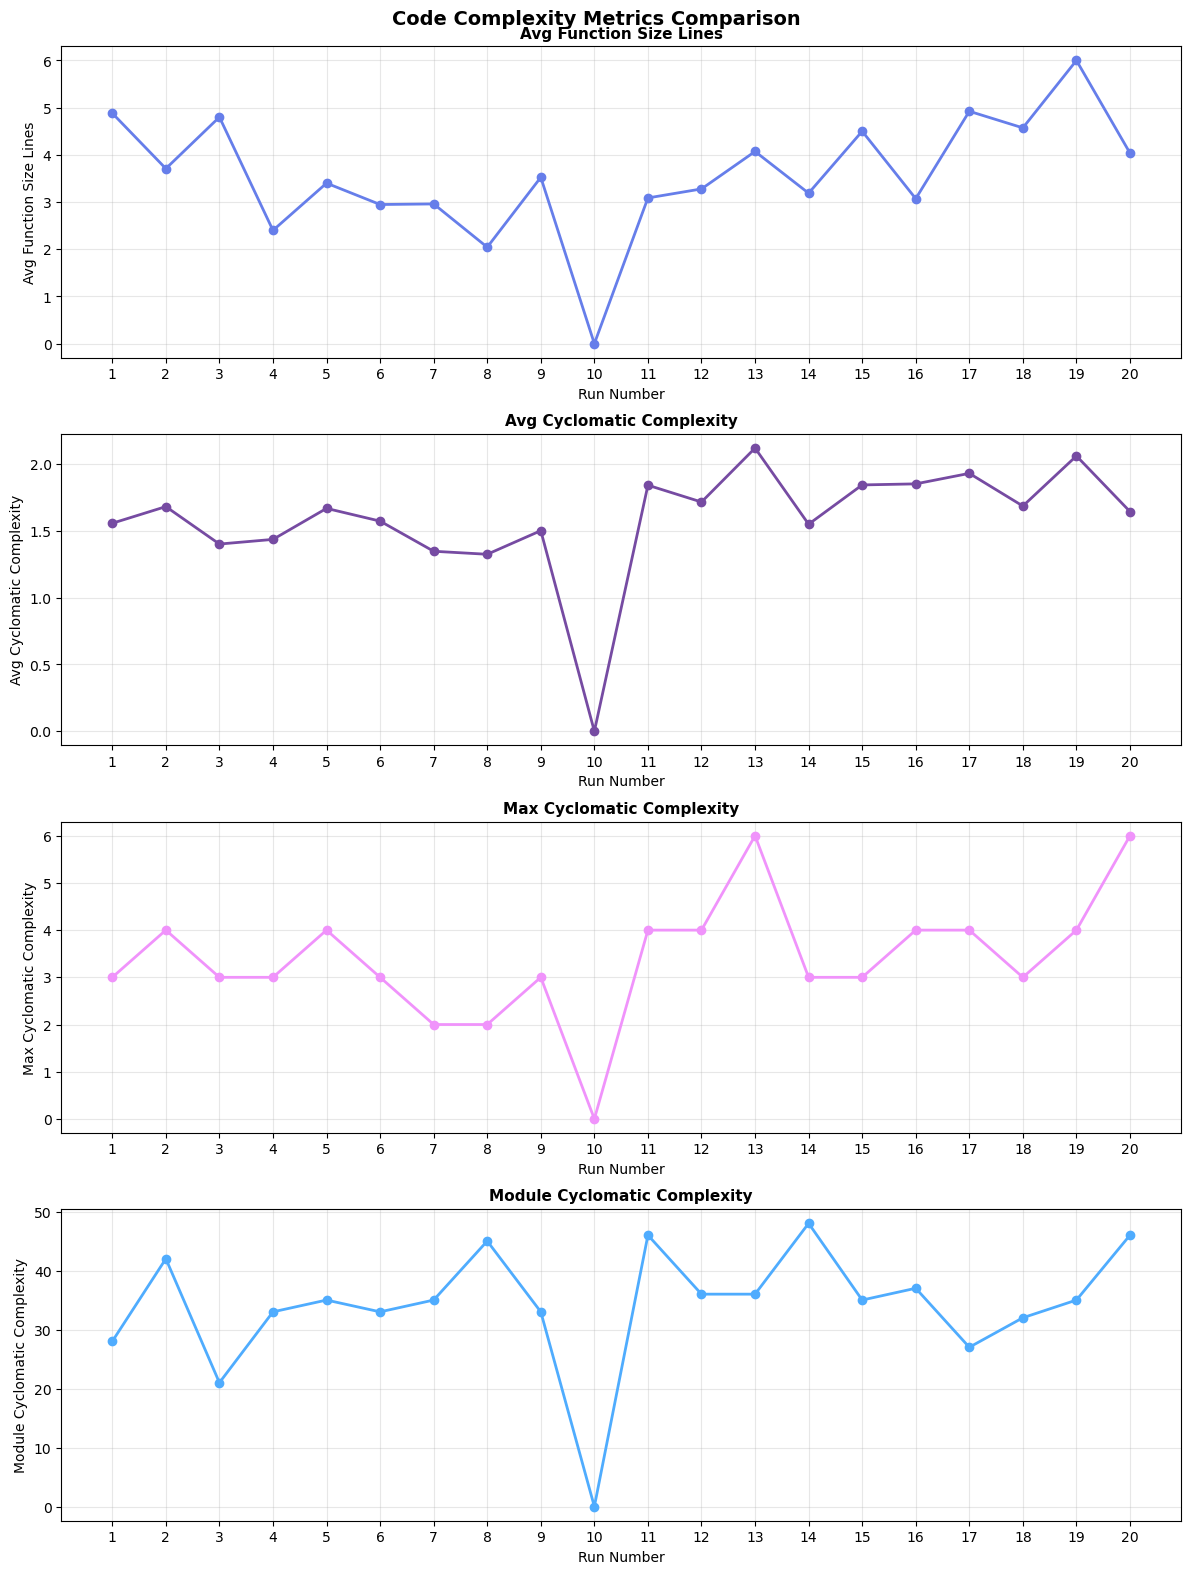 Code Complexity Metrics Comparison
Avg Function Size Lines
Avg Function Size Lines
6
5
4
3
2
1
0
1 2 3 4 5 6 7 8 9 10 11 12 13 14 15 16 17 18 19 20
Run Number
Avg Cyclomatic Complexity
Avg Cyclomatic Complexity
2.0
1.5
1.0
0.5
0.0
1 2 3 4 5 6 7 8 9 10 11 12 13 14 15 16 17 18 19 20
Run Number
Max Cyclomatic Complexity
Max Cyclomatic Complexity
6
5
4
3
2
1
0
1 2 3 4 5 6 7 8 9 10 11 12 13 14 15 16 17 18 19 20
Run Number
Module Cyclomatic Complexity
Module Cyclomatic Complexity
50
40
30
20
10
0
1 2 3 4 5 6 7 8 9 10 11 12 13 14 15 16 17 18 19 20
Run Number